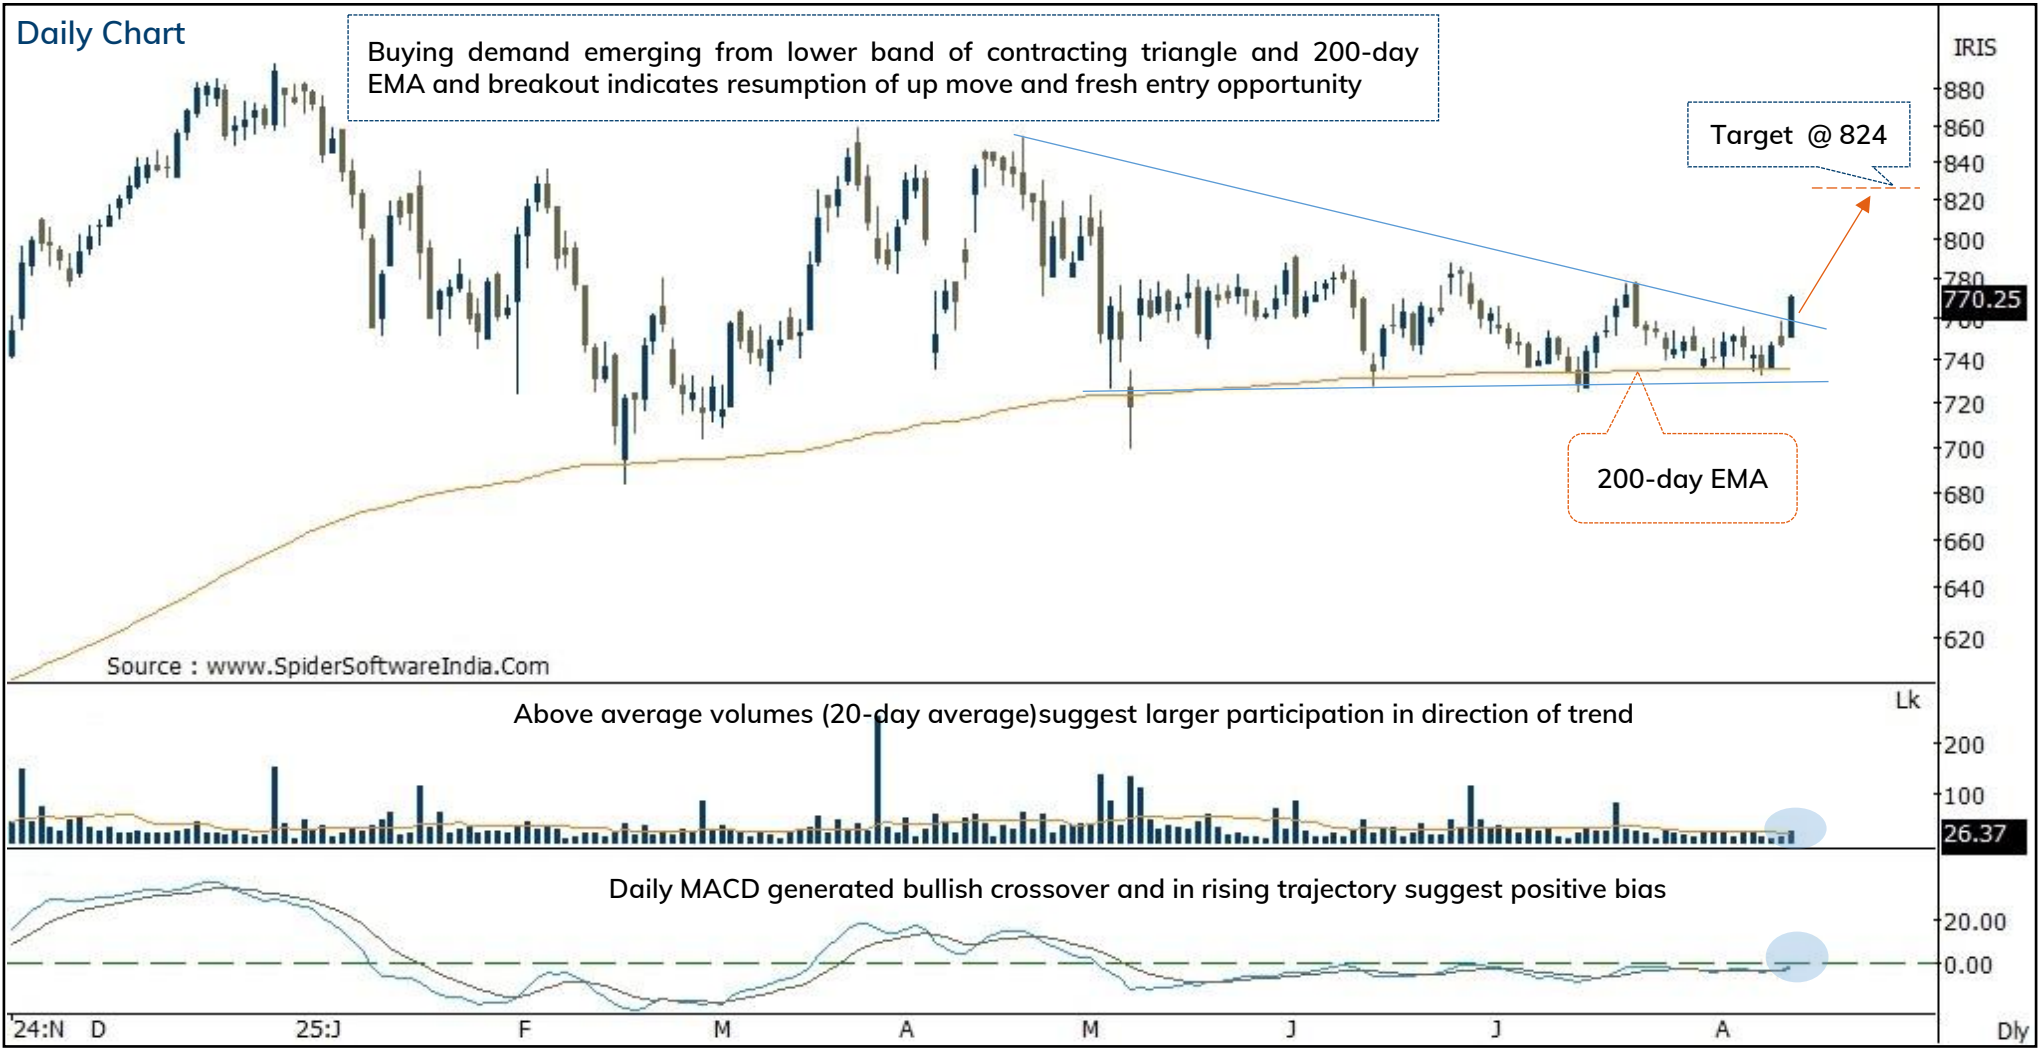 Daily Chart
Buying demand emerging from lower band of contracting triangle and 200-day
EMA and breakout indicates resumption of up move and fresh entry opportunity
IRIS
Target @ 824
880
860
840
820
800
780
770.25
760
740
720
700
680
660
640
620
200-day EMA
Source : www.SpiderSoftwareIndia.Com
Lk
Above average volumes (20-day average)suggest larger participation in direction of trend
200
100
26.37
Daily MACD generated bullish crossover and in rising trajectory suggest positive bias
20.00
0.00
24:N D 25:J F M A M J J A Dly